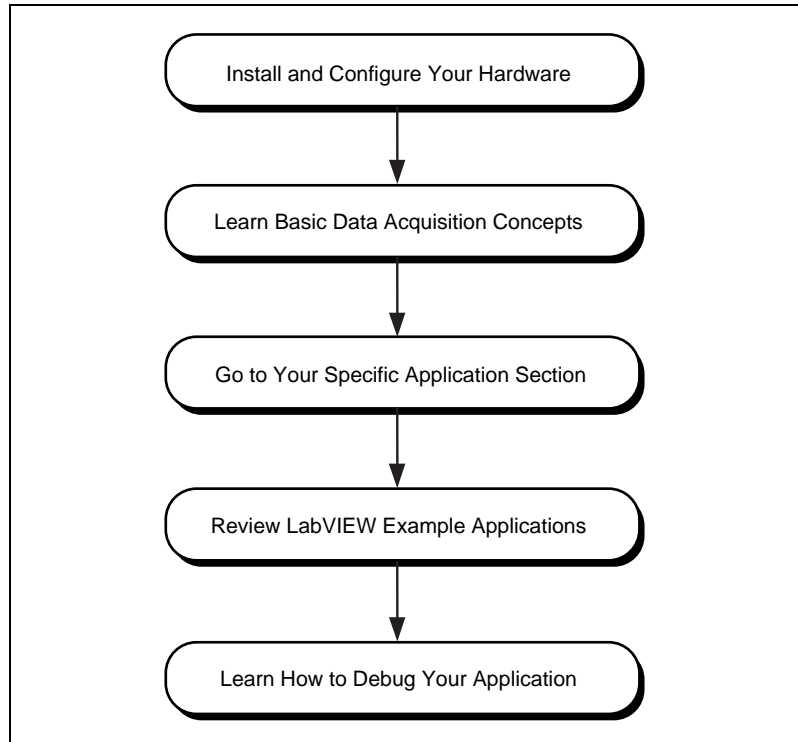 Install and Configure Your Hardware
Learn Basic Data Acquisition Concepts
Go to Your Specific Application Section
Review LabVIEW Example Applications
Learn How to Debug Your Application